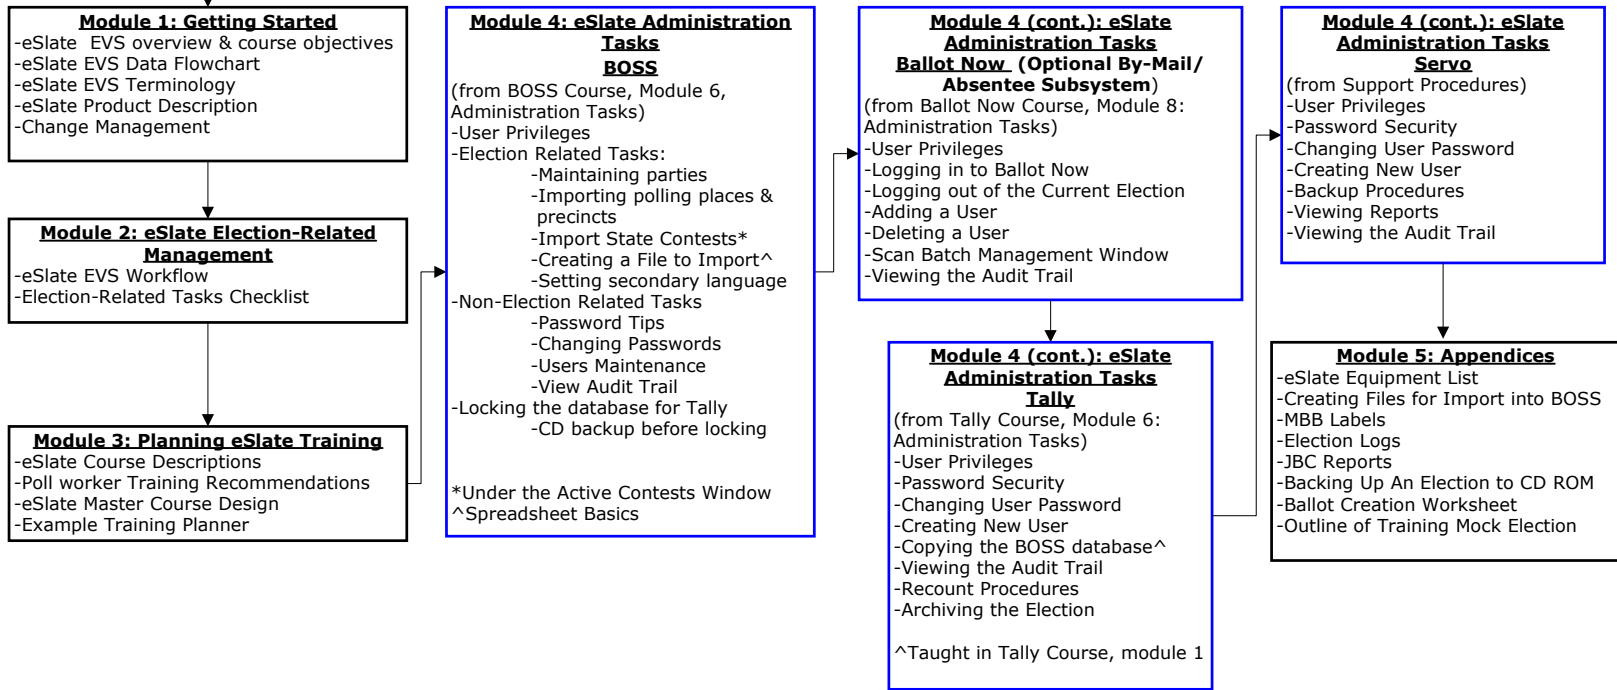 Module 1: Getting Started
-eSlate EVS overview & course objectives
-eSlate EVS Data Flowchart
-eSlate EVS Terminology
-eSlate Product Description
-Change Management
Module 2: eSlate Election-Related
Management
-eSlate EVS Workflow
-Election-Related Tasks Checklist
Module 3: Planning eSlate Training
-eSlate Course Descriptions
-Poll worker Training Recommendations
-eSlate Master Course Design
-Example Training Planner
Module 4: eSlate Administration
Tasks
BOSS
(from BOSS Course, Module 6,
Administration Tasks)
-User Privileges
-Election Related Tasks:
-Maintaining parties
-Importing polling places &
precincts
-Import State Contests*
-Creating a File to Import^
-Setting secondary language
-Non-Election Related Tasks
-Password Tips
-Changing Passwords
-Users Maintenance
-View Audit Trail
-Locking the database for Tally
-CD backup before locking
*Under the Active Contests Window
^Spreadsheet Basics
Module 4 (cont.): eSlate
Administration Tasks
Ballot Now (Optional By-Mail/
Absentee Subsystem)
(from Ballot Now Course, Module 8:
Administration Tasks)
-User Privileges
-Logging in to Ballot Now
-Logging out of the Current Election
-Adding a User
-Deleting a User
-Scan Batch Management Window
-Viewing the Audit Trail
Module 4 (cont.): eSlate
Administration Tasks
Tally
(from Tally Course, Module 6:
Administration Tasks)
-User Privileges
-Password Security
-Changing User Password
-Creating New User
-Copying the BOSS database^
-Viewing the Audit Trail
-Recount Procedures
-Archiving the Election
^Taught in Tally Course, module 1
Module 4 (cont.): eSlate
Administration Tasks
Servo
(from Support Procedures)
-User Privileges
-Password Security
-Changing User Password
-Creating New User
-Backup Procedures
-Viewing Reports
-Viewing the Audit Trail
Module 5: Appendices
-eSlate Equipment List
-Creating Files for Import into BOSS
-MBB Labels
-Election Logs
-JBC Reports
-Backing Up An Election to CD ROM
-Ballot Creation Worksheet
-Outline of Training Mock Election